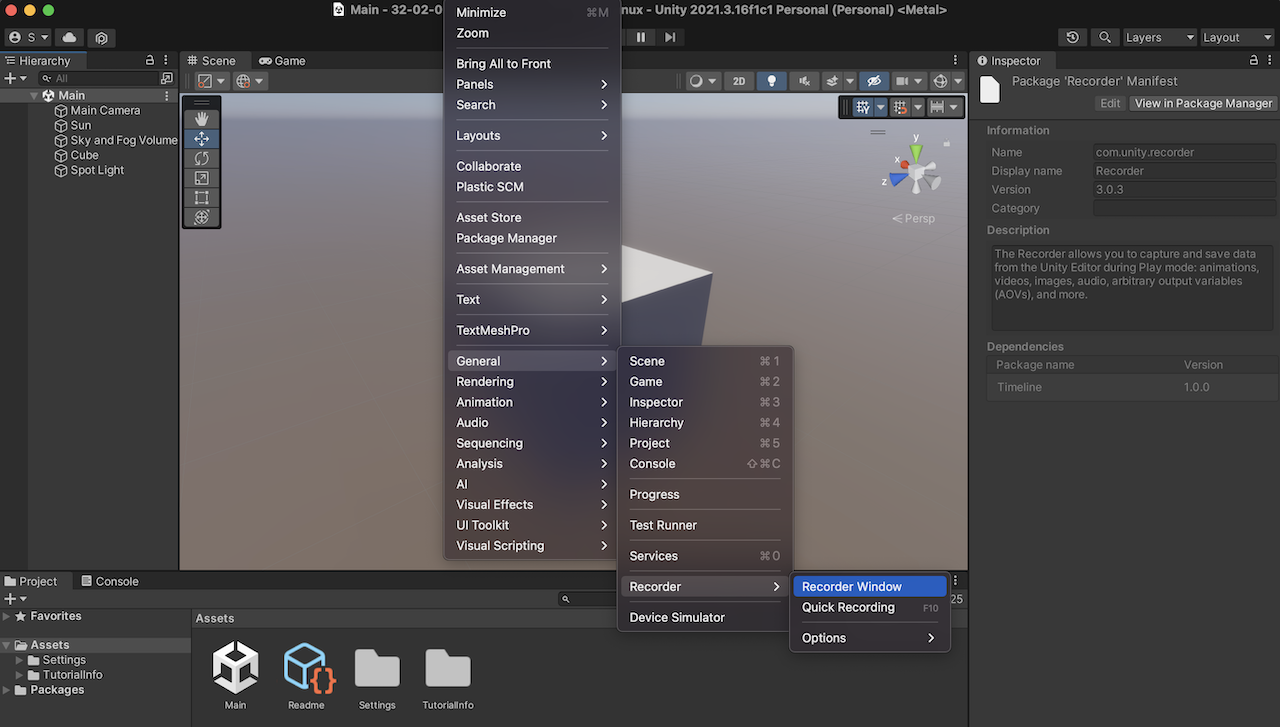 Main - 32-02-0
nux - Unity 2021.3.16f1c1 Personal (Personal) <Metal>
S
Layers
Layout
Hierarchy
All
Main
Main Camera
Sun
Sky and Fog Volume
Cube
Spot Light
Scene
Game
2D
y
x
z
Persp
Minimize ⌘M
Zoom
Bring All to Front
Panels
Search
Layouts
Collaborate
Plastic SCM
Asset Store
Package Manager
Asset Management
Text
TextMeshPro
General
Rendering
Animation
Audio
Sequencing
Analysis
AI
Visual Effects
UI Toolkit
Visual Scripting
Scene ⌘1
Game ⌘2
Inspector ⌘3
Hierarchy ⌘4
Project ⌘5
Console ⇧⌘C
Progress
Test Runner
Services ⌘0
Recorder
Device Simulator
Recorder Window
Quick Recording F10
Options
Inspector
Package 'Recorder' Manifest
Edit View in Package Manager
Information
Name com.unity.recorder
Display name Recorder
Version 3.0.3
Category
Description
The Recorder allows you to capture and save data
from the Unity Editor during Play mode: animations,
videos, images, audio, arbitrary output variables
(AOVs), and more.
Dependencies
Package name Version
Timeline 1.0.0
Project
Console
25
Favorites
Assets
Settings
TutorialInfo
Packages
Assets
Main
Readme
Settings
TutorialInfo